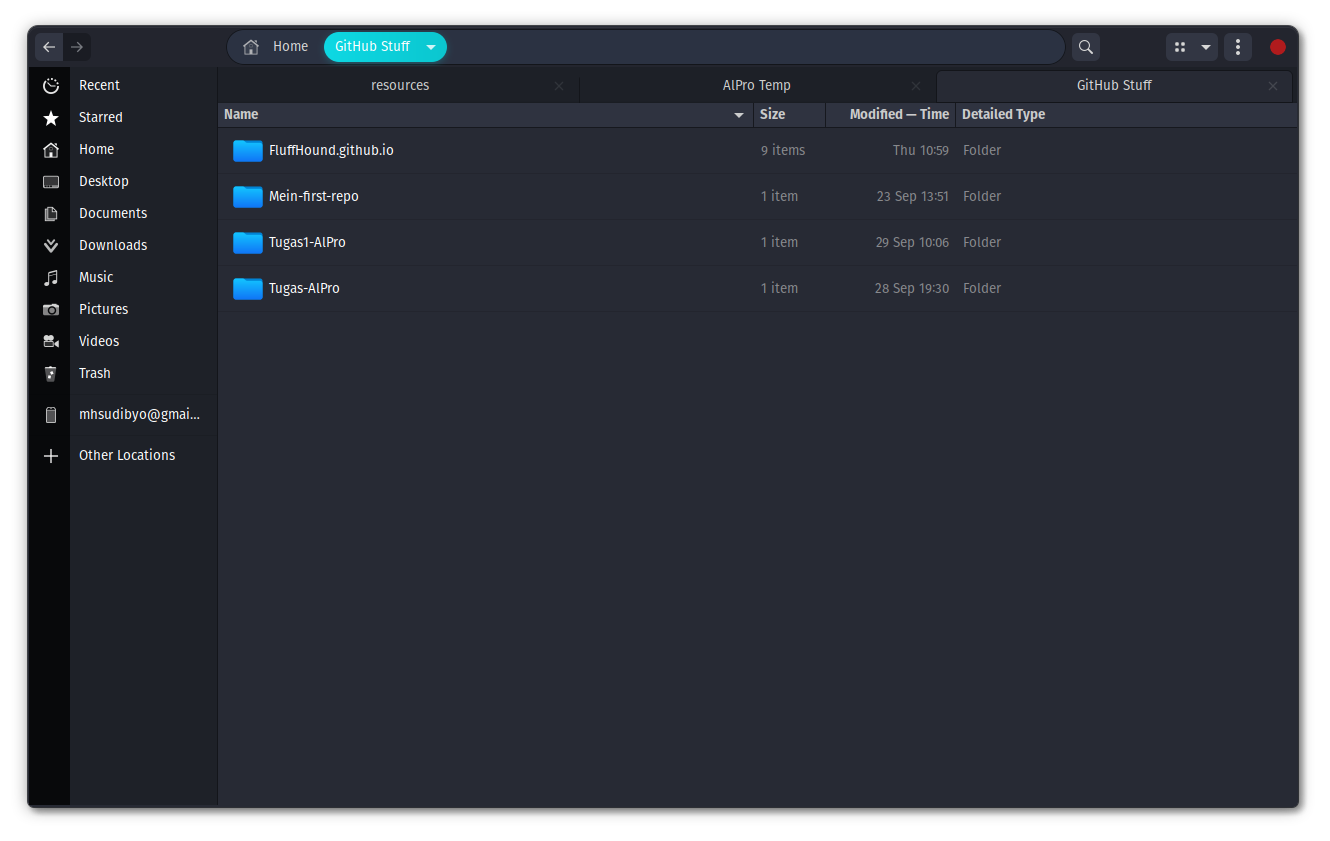 Home GitHub Stuff
Recent
Starred
Home
Desktop
Documents
Downloads
Music
Pictures
Videos
Trash
mhsudibyo@gmai...
Other Locations
resources AlPro Temp GitHub Stuff
Name Size Modified — Time Detailed Type
FluffHound.github.io 9 items Thu 10:59 Folder
Mein-first-repo 1 item 23 Sep 13:51 Folder
Tugas1-AlPro 1 item 29 Sep 10:06 Folder
Tugas-AlPro 1 item 28 Sep 19:30 Folder